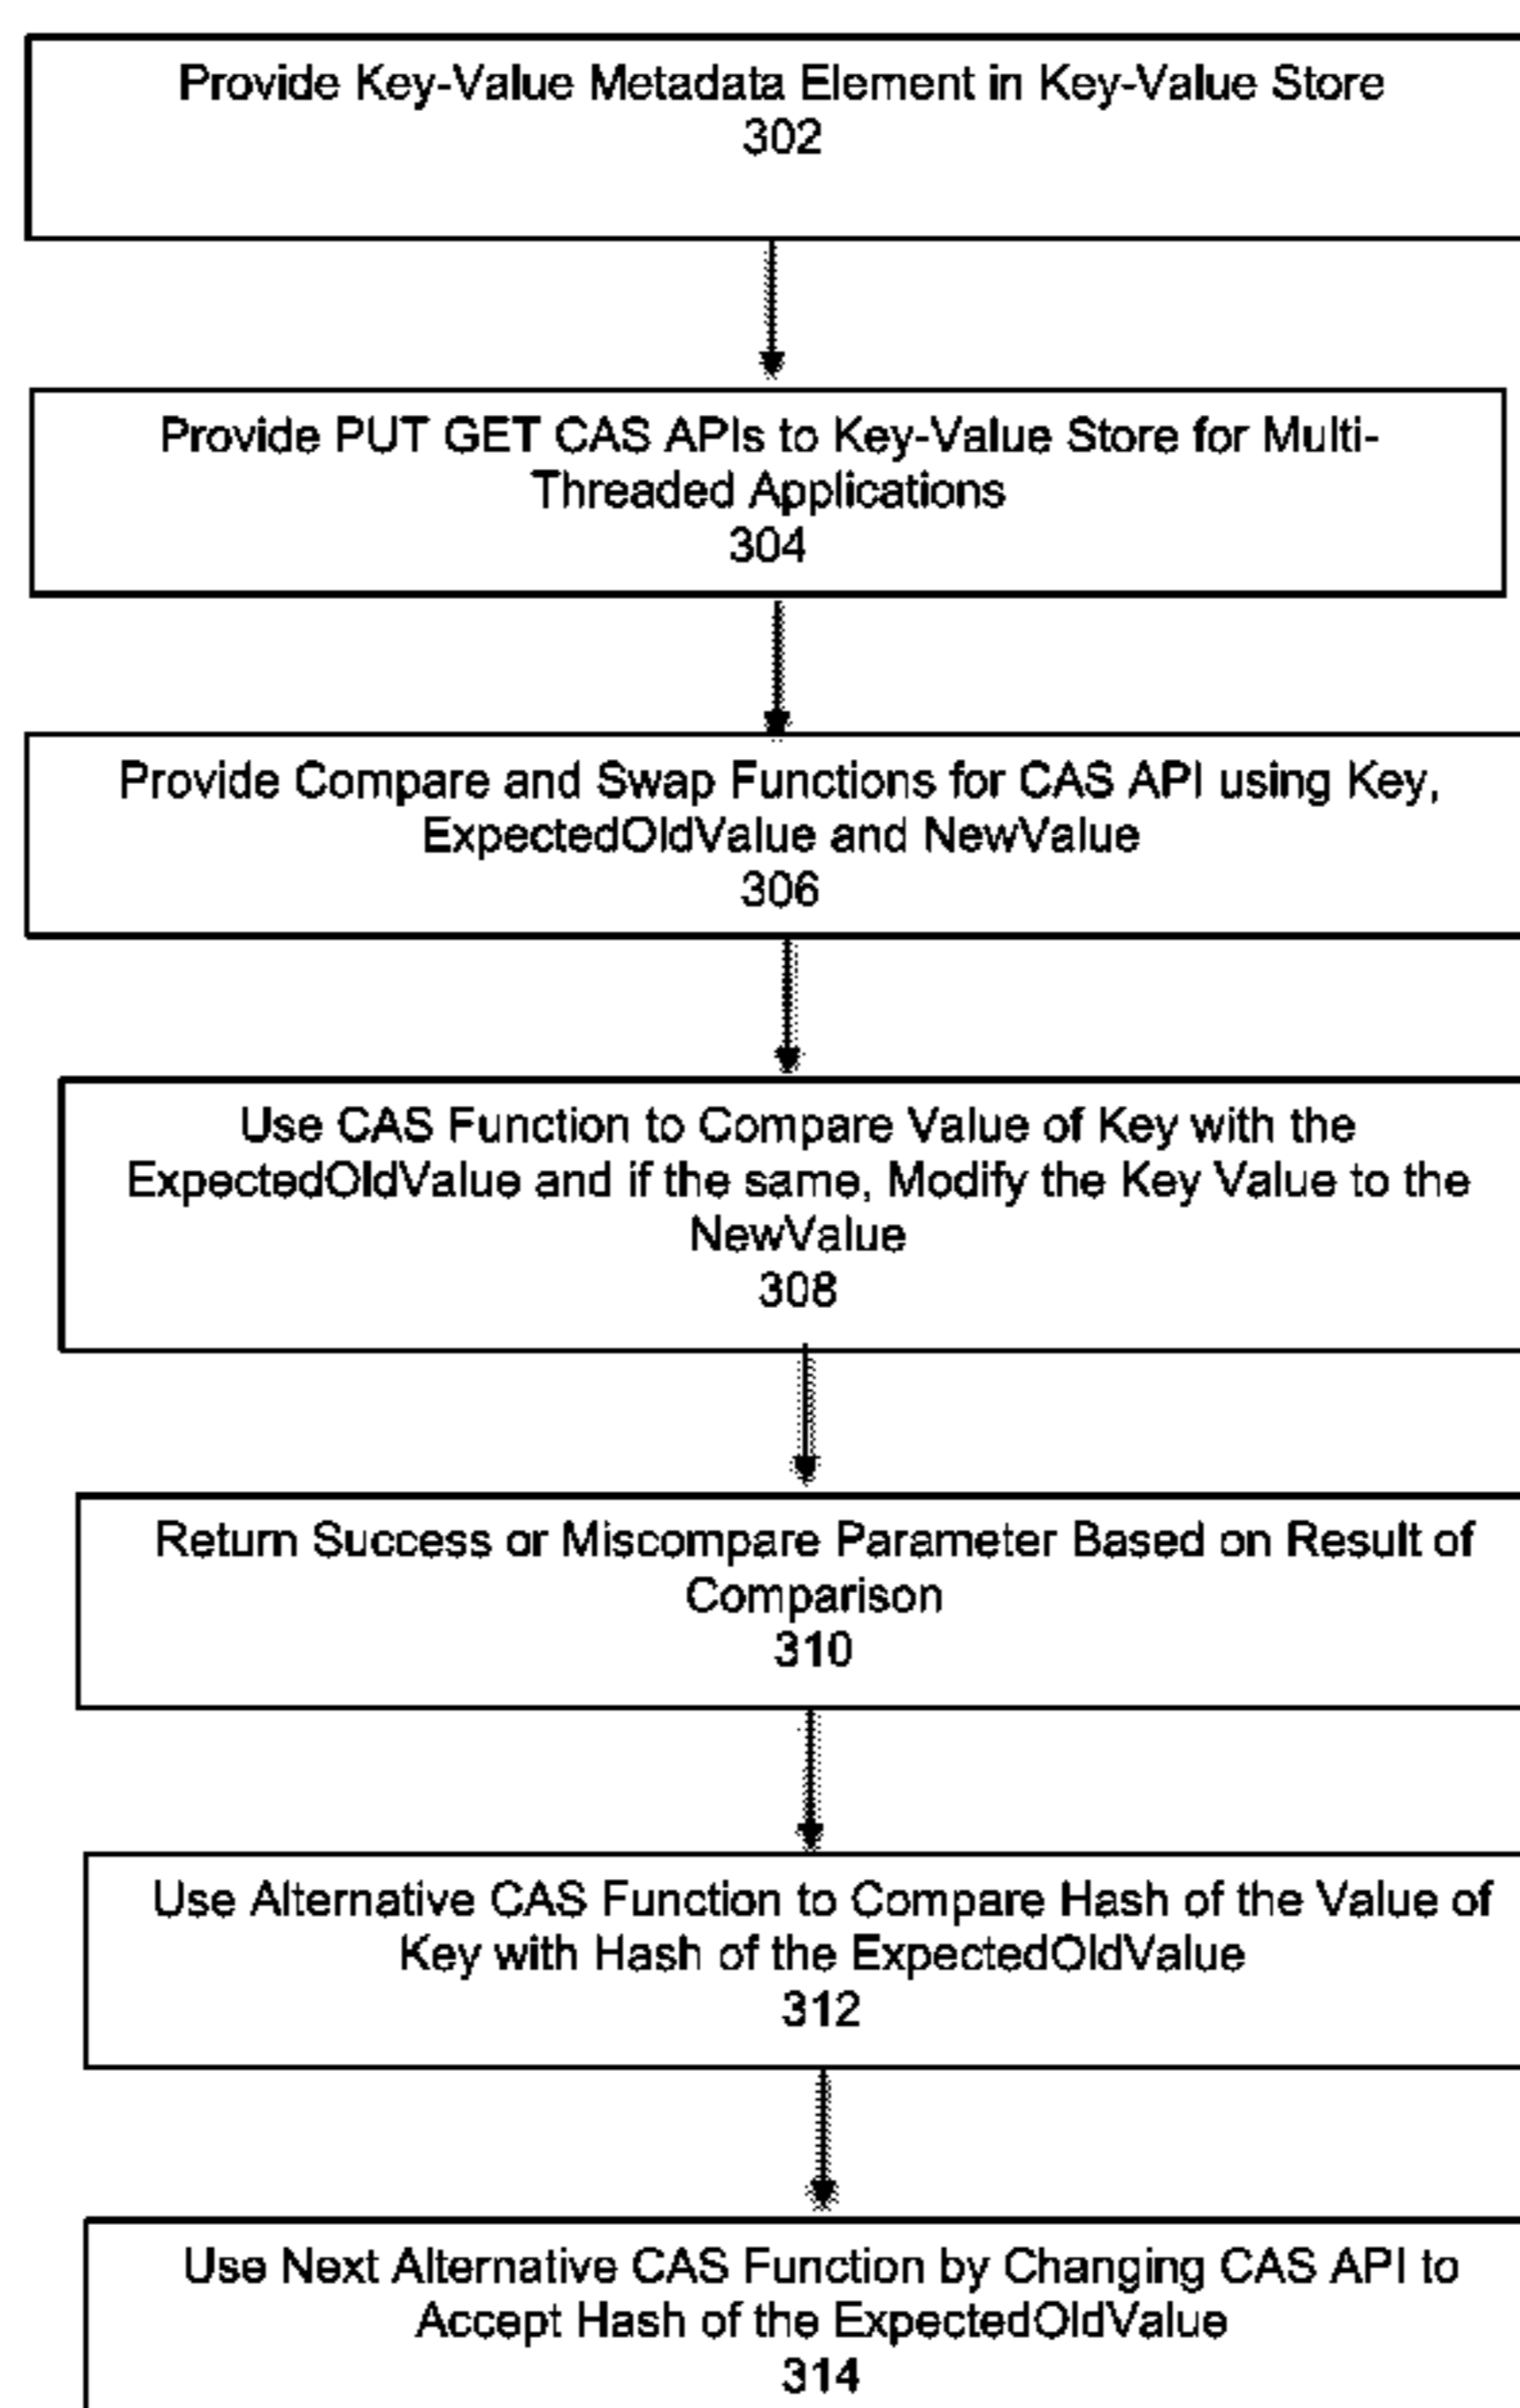 Provide Key-Value Metadata Element in Key-Value Store
302
Provide PUT GET CAS APIs to Key-Value Store for Multi-
Threaded Applications
304
Provide Compare and Swap Functions for CAS API using Key,
ExpectedOldValue and NewValue
306
Use CAS Function to Compare Value of Key with the
ExpectedOldValue and if the same, Modify the Key Value to the
NewValue
308
Return Success or Miscompare Parameter Based on Result of
Comparison
310
Use Alternative CAS Function to Compare Hash of the Value of
Key with Hash of the ExpectedOldValue
312
Use Next Alternative CAS Function by Changing CAS API to
Accept Hash of the ExpectedOldValue
314